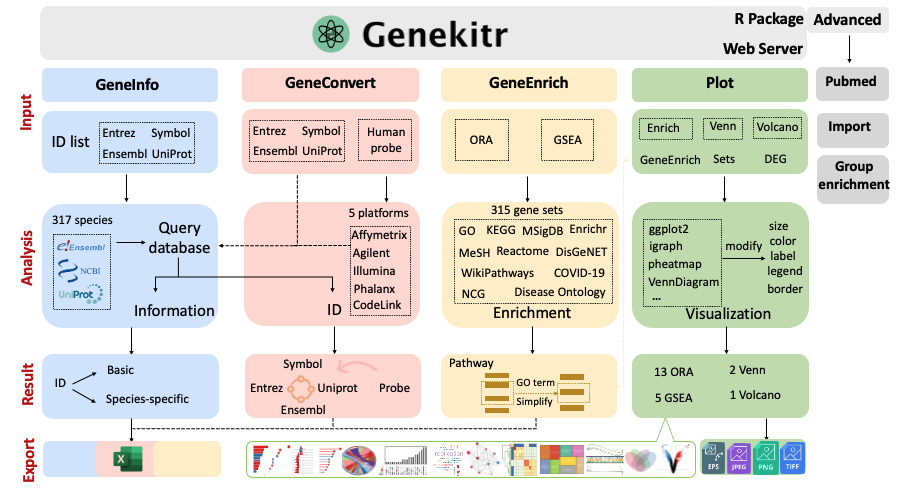 Genekitr
R Package
Web Server
Advanced
GeneInfo
GeneConvert
GeneEnrich
Plot
Pubmed
Import
Group
enrichment
Input
ID list
Entrez Symbol
Ensembl UniProt
Entrez Symbol
Ensembl UniProt
Human
probe
ORA
GSEA
Enrich
Venn
Volcano
GeneEnrich
Sets
DEG
Analysis
317 species
e!Ensembl
NCBI
UniProt
Query
database
Information
5 platforms
Affymetrix
Agilent
Illumina
Phalanx
CodeLink
ID
315 gene sets
GO KEGG MSigDB Enrichr
MeSH Reactome DisGeNET
WikiPathways COVID-19
NCG Disease Ontology
Enrichment
ggplot2
igraph
pheatmap
VennDiagram
...
modify
size
color
label
legend
border
Visualization
Result
ID
Basic
Species-specific
Symbol
Entrez
Uniprot
Probe
Ensembl
Pathway
GO term
Simplify
13 ORA
2 Venn
5 GSEA
1 Volcano
Export
X
EPS
JPEG
PNG
TIFF